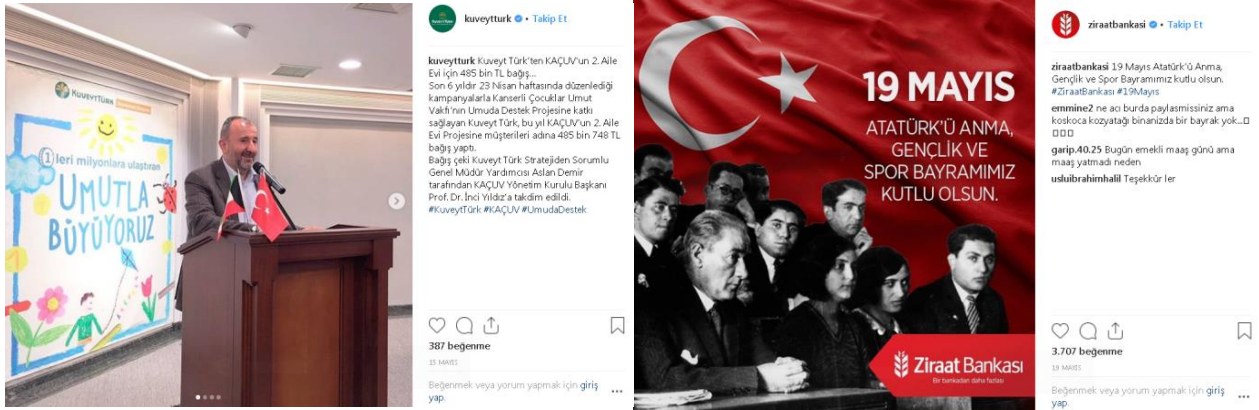 KUVEYTTÜRK
1 leri milyonlara ulaştıran
UMUTLA
BÜYÜYORUZ
kuveytturk • Takip Et
kuveytturk Kuveyt Türk'ten KAÇUV'un 2. Aile
Evi için 485 bin TL bağış...
Son 6 yıldır 23 Nisan haftasında düzenlediği
kampanyalarla Kanserli Çocuklar Umut
Vakfı'nın Umuda Destek Projesine katkı
sağlayan Kuveyt Türk, bu yıl KAÇUV'un 2. Aile
Evi Projesine müşterileri adına 485 bin 748 TL
bağış yaptı.
Bağış çeki Kuveyt Türk Stratejiden Sorumlu
Genel Müdür Yardımcısı Aslan Demir
tarafından KAÇUV Yönetim Kurulu Başkanı
Prof. Dr. İnci Yıldız'a takdim edildi.
#KuveytTürk #KAÇUV #UmudaDestek
387 beğenme
15 MAYIS
Beğenmek veya yorum yapmak için giriş
yap.
19 MAYIS
ATATÜRK'Ü ANMA,
GENÇLİK VE
SPOR BAYRAMIMIZ
KUTLU OLSUN.
Ziraat Bankası
Bir bankadan daha fazlası
ziraatbankasi • Takip Et
ziraatbankasi 19 Mayıs Atatürk'ü Anma,
Gençlik ve Spor Bayramımız kutlu olsun.
#ZiraatBankası #19Mayıs
emmine2 ne acı burda paylasmissiniz ama
koskoca kozyatağı binanizda bir bayrak yok...
garip.40.25 Bugün emekli maaş günü ama
maaş yatmadı neden
usluibrahimhalil Teşekkür ler
3.707 beğenme
19 MAYIS
Beğenmek veya yorum yapmak için giriş
yap.